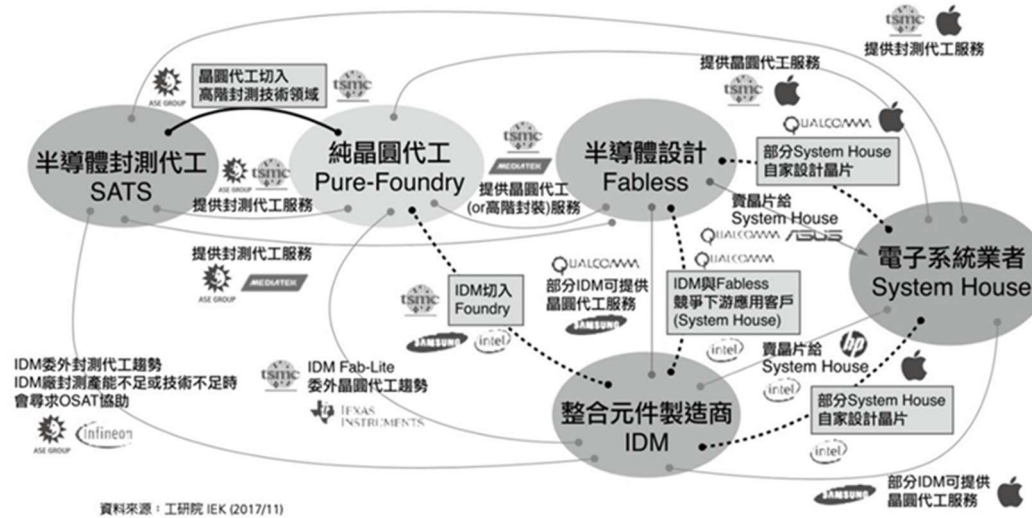 tsmc
提供封測代工服務
ASE GROUP
晶圓代工切入
高階封測技術領域
tsmc
提供晶圓代工服務
tsmc
QUALCOMM
半導體封測代工
SATS
純晶圓代工
Pure-Foundry
tsmc
MEDIATEK
提供晶圓代工
(or高階封裝)服務
半導體設計
Fabless
部分System House
自家設計晶片
ASE GROUP
tsmc
提供封測代工服務
賣晶片給
System House
QUALCOMM
ASUS
電子系統業者
System House
提供封測代工服務
ASE GROUP
MEDIATEK
tsmc
IDM切入
Foundry
SAMSUNG
intel
QUALCOMM
部分IDM可提供
晶圓代工服務
SAMSUNG
QUALCOMM
IDM與Fabless
競爭下游應用客戶
(System House)
intel
賣晶片給
System House
hp
intel
IDM委外封測代工趨勢
IDM廠封測產能不足或技術不足時
會尋求OSAT協助
ASE GROUP
infineon
tsmc
IDM Fab-Lite
委外晶圓代工趨勢
TEXAS
INSTRUMENTS
整合元件製造商
IDM
部分System House
自家設計晶片
intel
SAMSUNG
部分IDM可提供
晶圓代工服務
資料來源：工研院 IEK (2017/11)